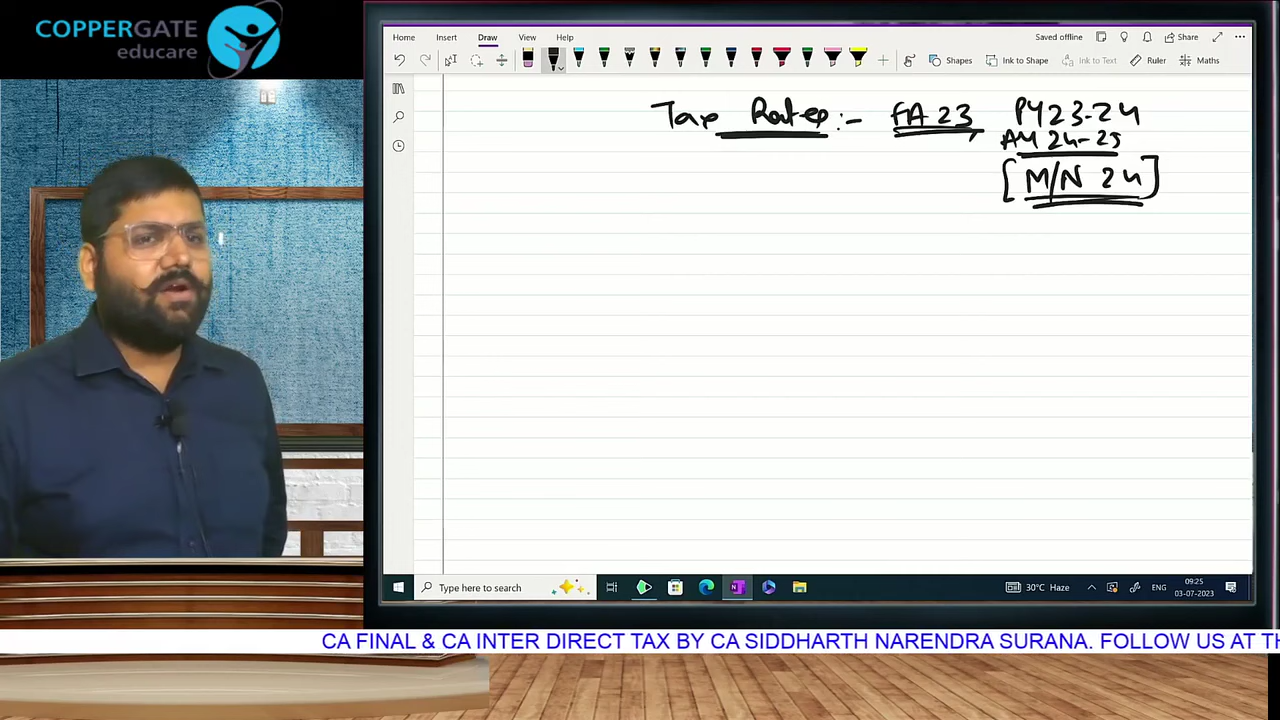 COPPERGATE
educare
Home Insert Draw View Help
Saved offline
Share
Shapes
Ink to Shape
Ink to Text
Ruler
Maths
Tax Rates :- FA 23 PY 23-24
AY 24-25
[M/N 24]
Type here to search
30°C Haze
ENG
09:25
03-07-2023
CA FINAL & CA INTER DIRECT TAX BY CA SIDDHARTH NARENDRA SURANA. FOLLOW US AT TH